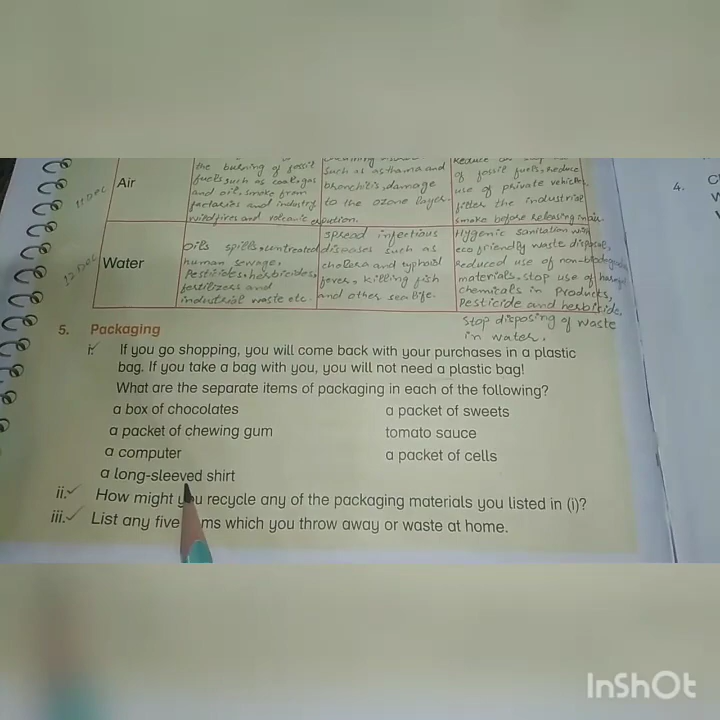 Air
the burning of fossil
fuels such as coal, gas
and oil, smoke from
factories and industry
wildfires and volcanic eruption.
such as asthama and
bronchitis, damage
to the ozone layer.
of fossil fuels, Reduce
use of private vehicles.
filter the industrial
smoke before releasing in air
11 Dec
4.
12 Dec
Water
Oils spills, untreated
human sewage,
Pesticides, herbicides,
fertilizers and
industrial waste etc.
spread infectious
diseases such as
cholera and typhoid
fever, killing fish
and other sea life.
Hygenic sanitation with
eco friendly waste disposal,
Reduced use of non-biodegradable
materials. Stop use of harmful
chemicals in Products,
Pesticide and herbicide,
Stop disposing of waste
in water.
5. Packaging
i. If you go shopping, you will come back with your purchases in a plastic
bag. If you take a bag with you, you will not need a plastic bag!
What are the separate items of packaging in each of the following?
a box of chocolates a packet of sweets
a packet of chewing gum tomato sauce
a computer a packet of cells
a long-sleeved shirt
ii. How might you recycle any of the packaging materials you listed in (i)?
iii. List any five ms which you throw away or waste at home.
InShOt